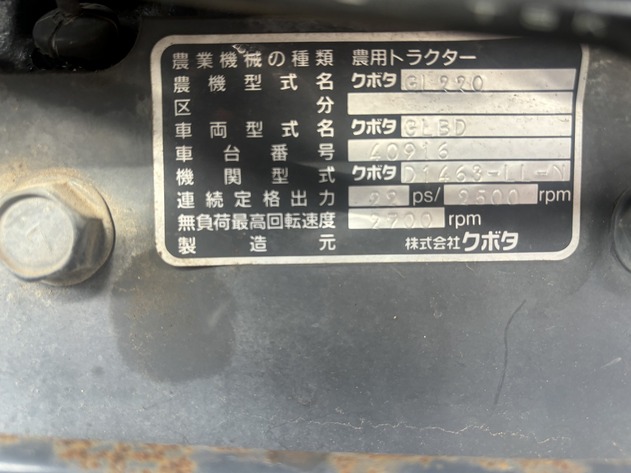 農業機械の種類 農用トラクター
農機型式名 クボタ GL220
区分
車両型式名 クボタ GLBD
車台番号 40916
機関型式 クボタ D1463-LL-N
連続定格出力 22 ps/ 2500 rpm
無負荷最高回転速度 2700 rpm
製造元 株式会社クボタ